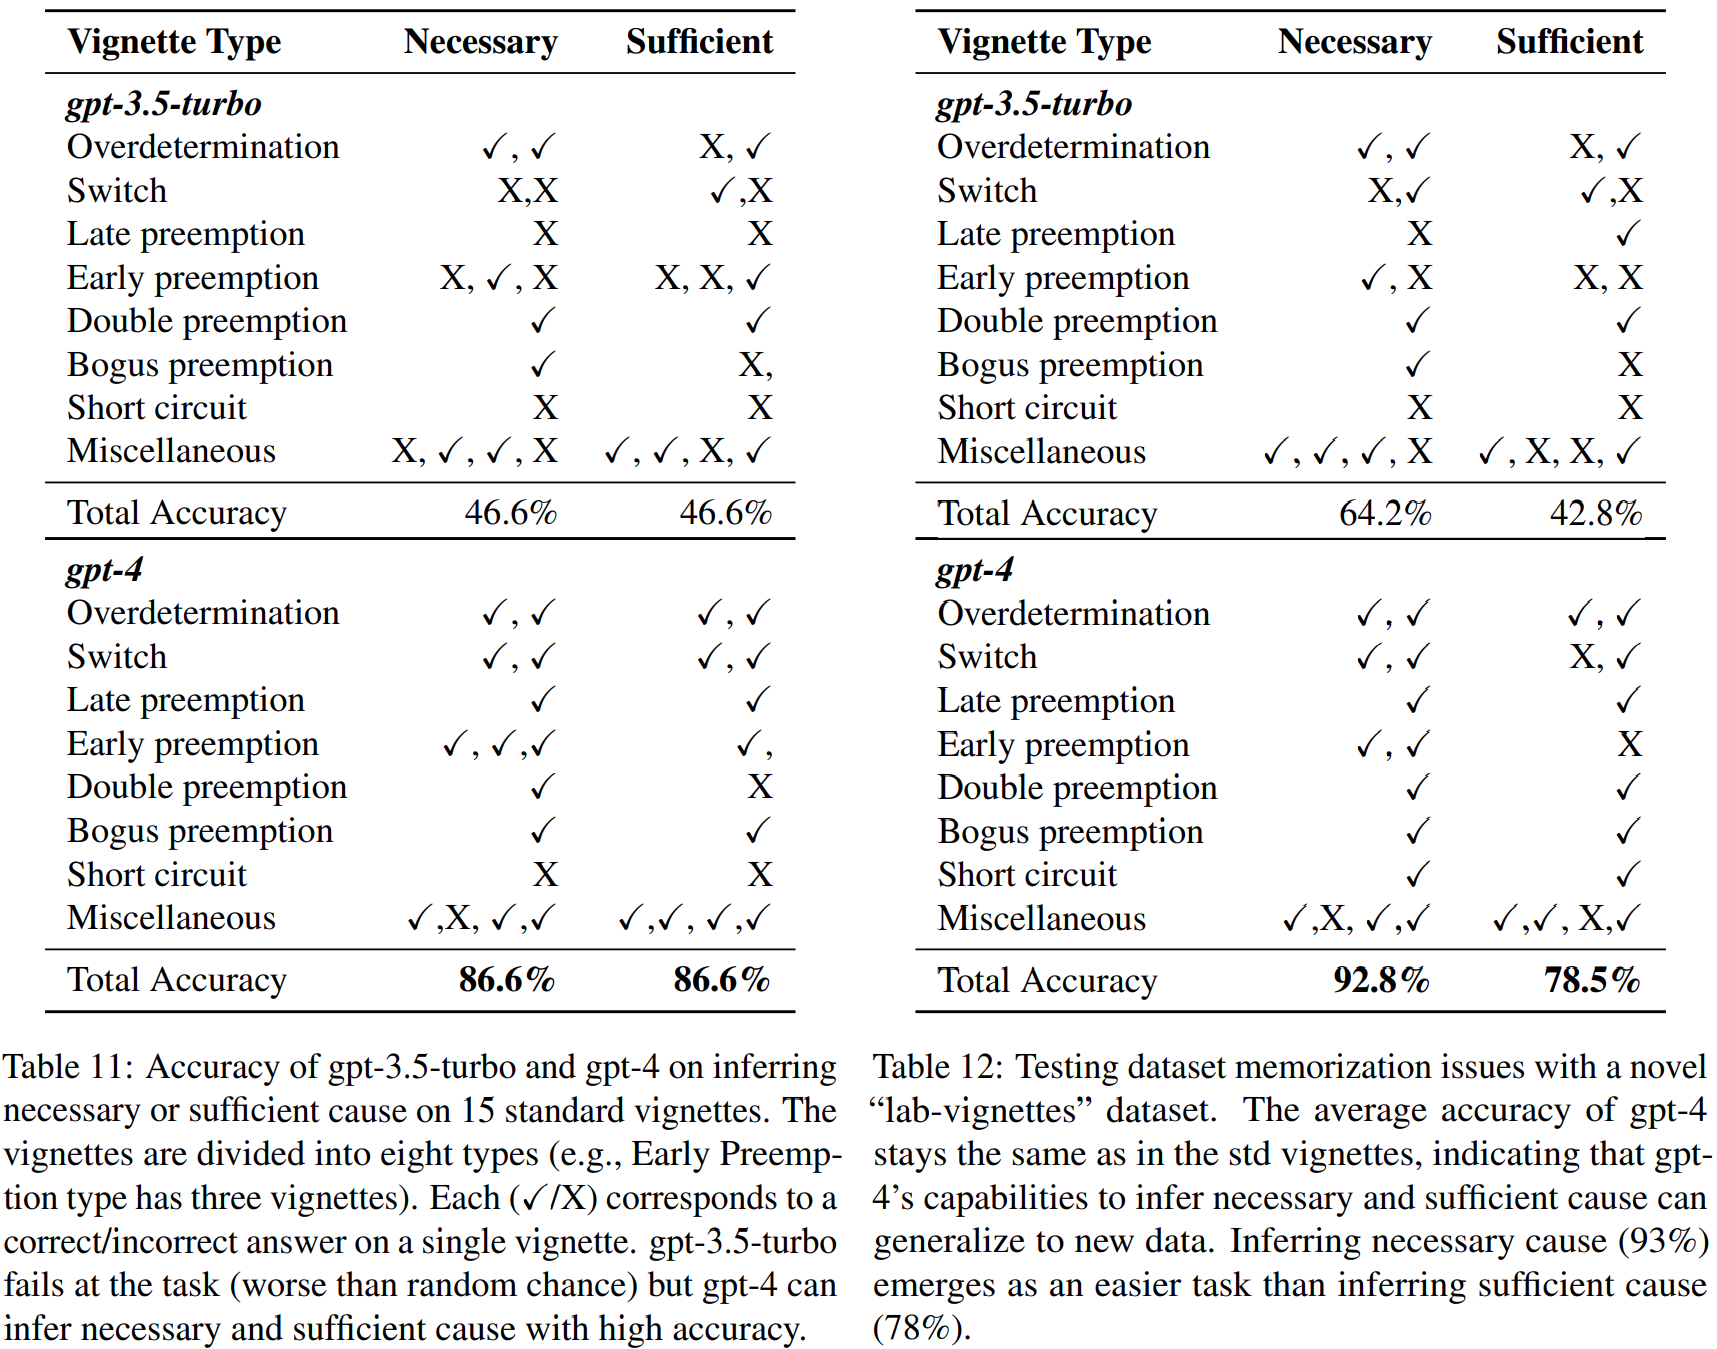 Vignette Type Necessary Sufficient
gpt-3.5-turbo
Overdetermination ✓, ✓ X, ✓
Switch X,X ✓,X
Late preemption X X
Early preemption X, ✓, X X, X, ✓
Double preemption ✓ ✓
Bogus preemption ✓ X,
Short circuit X X
Miscellaneous X, ✓, ✓, X ✓, ✓, X, ✓
Total Accuracy 46.6% 46.6%
gpt-4
Overdetermination ✓, ✓ ✓, ✓
Switch ✓, ✓ ✓, ✓
Late preemption ✓ ✓
Early preemption ✓, ✓,✓ ✓,
Double preemption ✓ X
Bogus preemption ✓ ✓
Short circuit X X
Miscellaneous ✓,X, ✓,✓ ✓,✓, ✓,✓
Total Accuracy 86.6% 86.6%
Table 11: Accuracy of gpt-3.5-turbo and gpt-4 on inferring
necessary or sufficient cause on 15 standard vignettes. The
vignettes are divided into eight types (e.g., Early Preemp-
tion type has three vignettes). Each (✓/X) corresponds to a
correct/incorrect answer on a single vignette. gpt-3.5-turbo
fails at the task (worse than random chance) but gpt-4 can
infer necessary and sufficient cause with high accuracy.
Vignette Type Necessary Sufficient
gpt-3.5-turbo
Overdetermination ✓, ✓ X, ✓
Switch X,✓ ✓,X
Late preemption X ✓
Early preemption ✓, X X, X
Double preemption ✓ ✓
Bogus preemption ✓ X
Short circuit X X
Miscellaneous ✓, ✓, ✓, X ✓, X, X, ✓
Total Accuracy 64.2% 42.8%
gpt-4
Overdetermination ✓, ✓ ✓, ✓
Switch ✓, ✓ X, ✓
Late preemption ✓ ✓
Early preemption ✓, ✓ X
Double preemption ✓ ✓
Bogus preemption ✓ ✓
Short circuit ✓ ✓
Miscellaneous ✓,X, ✓,✓ ✓,✓, X,✓
Total Accuracy 92.8% 78.5%
Table 12: Testing dataset memorization issues with a novel
“lab-vignettes” dataset. The average accuracy of gpt-4
stays the same as in the std vignettes, indicating that gpt-
4’s capabilities to infer necessary and sufficient cause can
generalize to new data. Inferring necessary cause (93%)
emerges as an easier task than inferring sufficient cause
(78%).